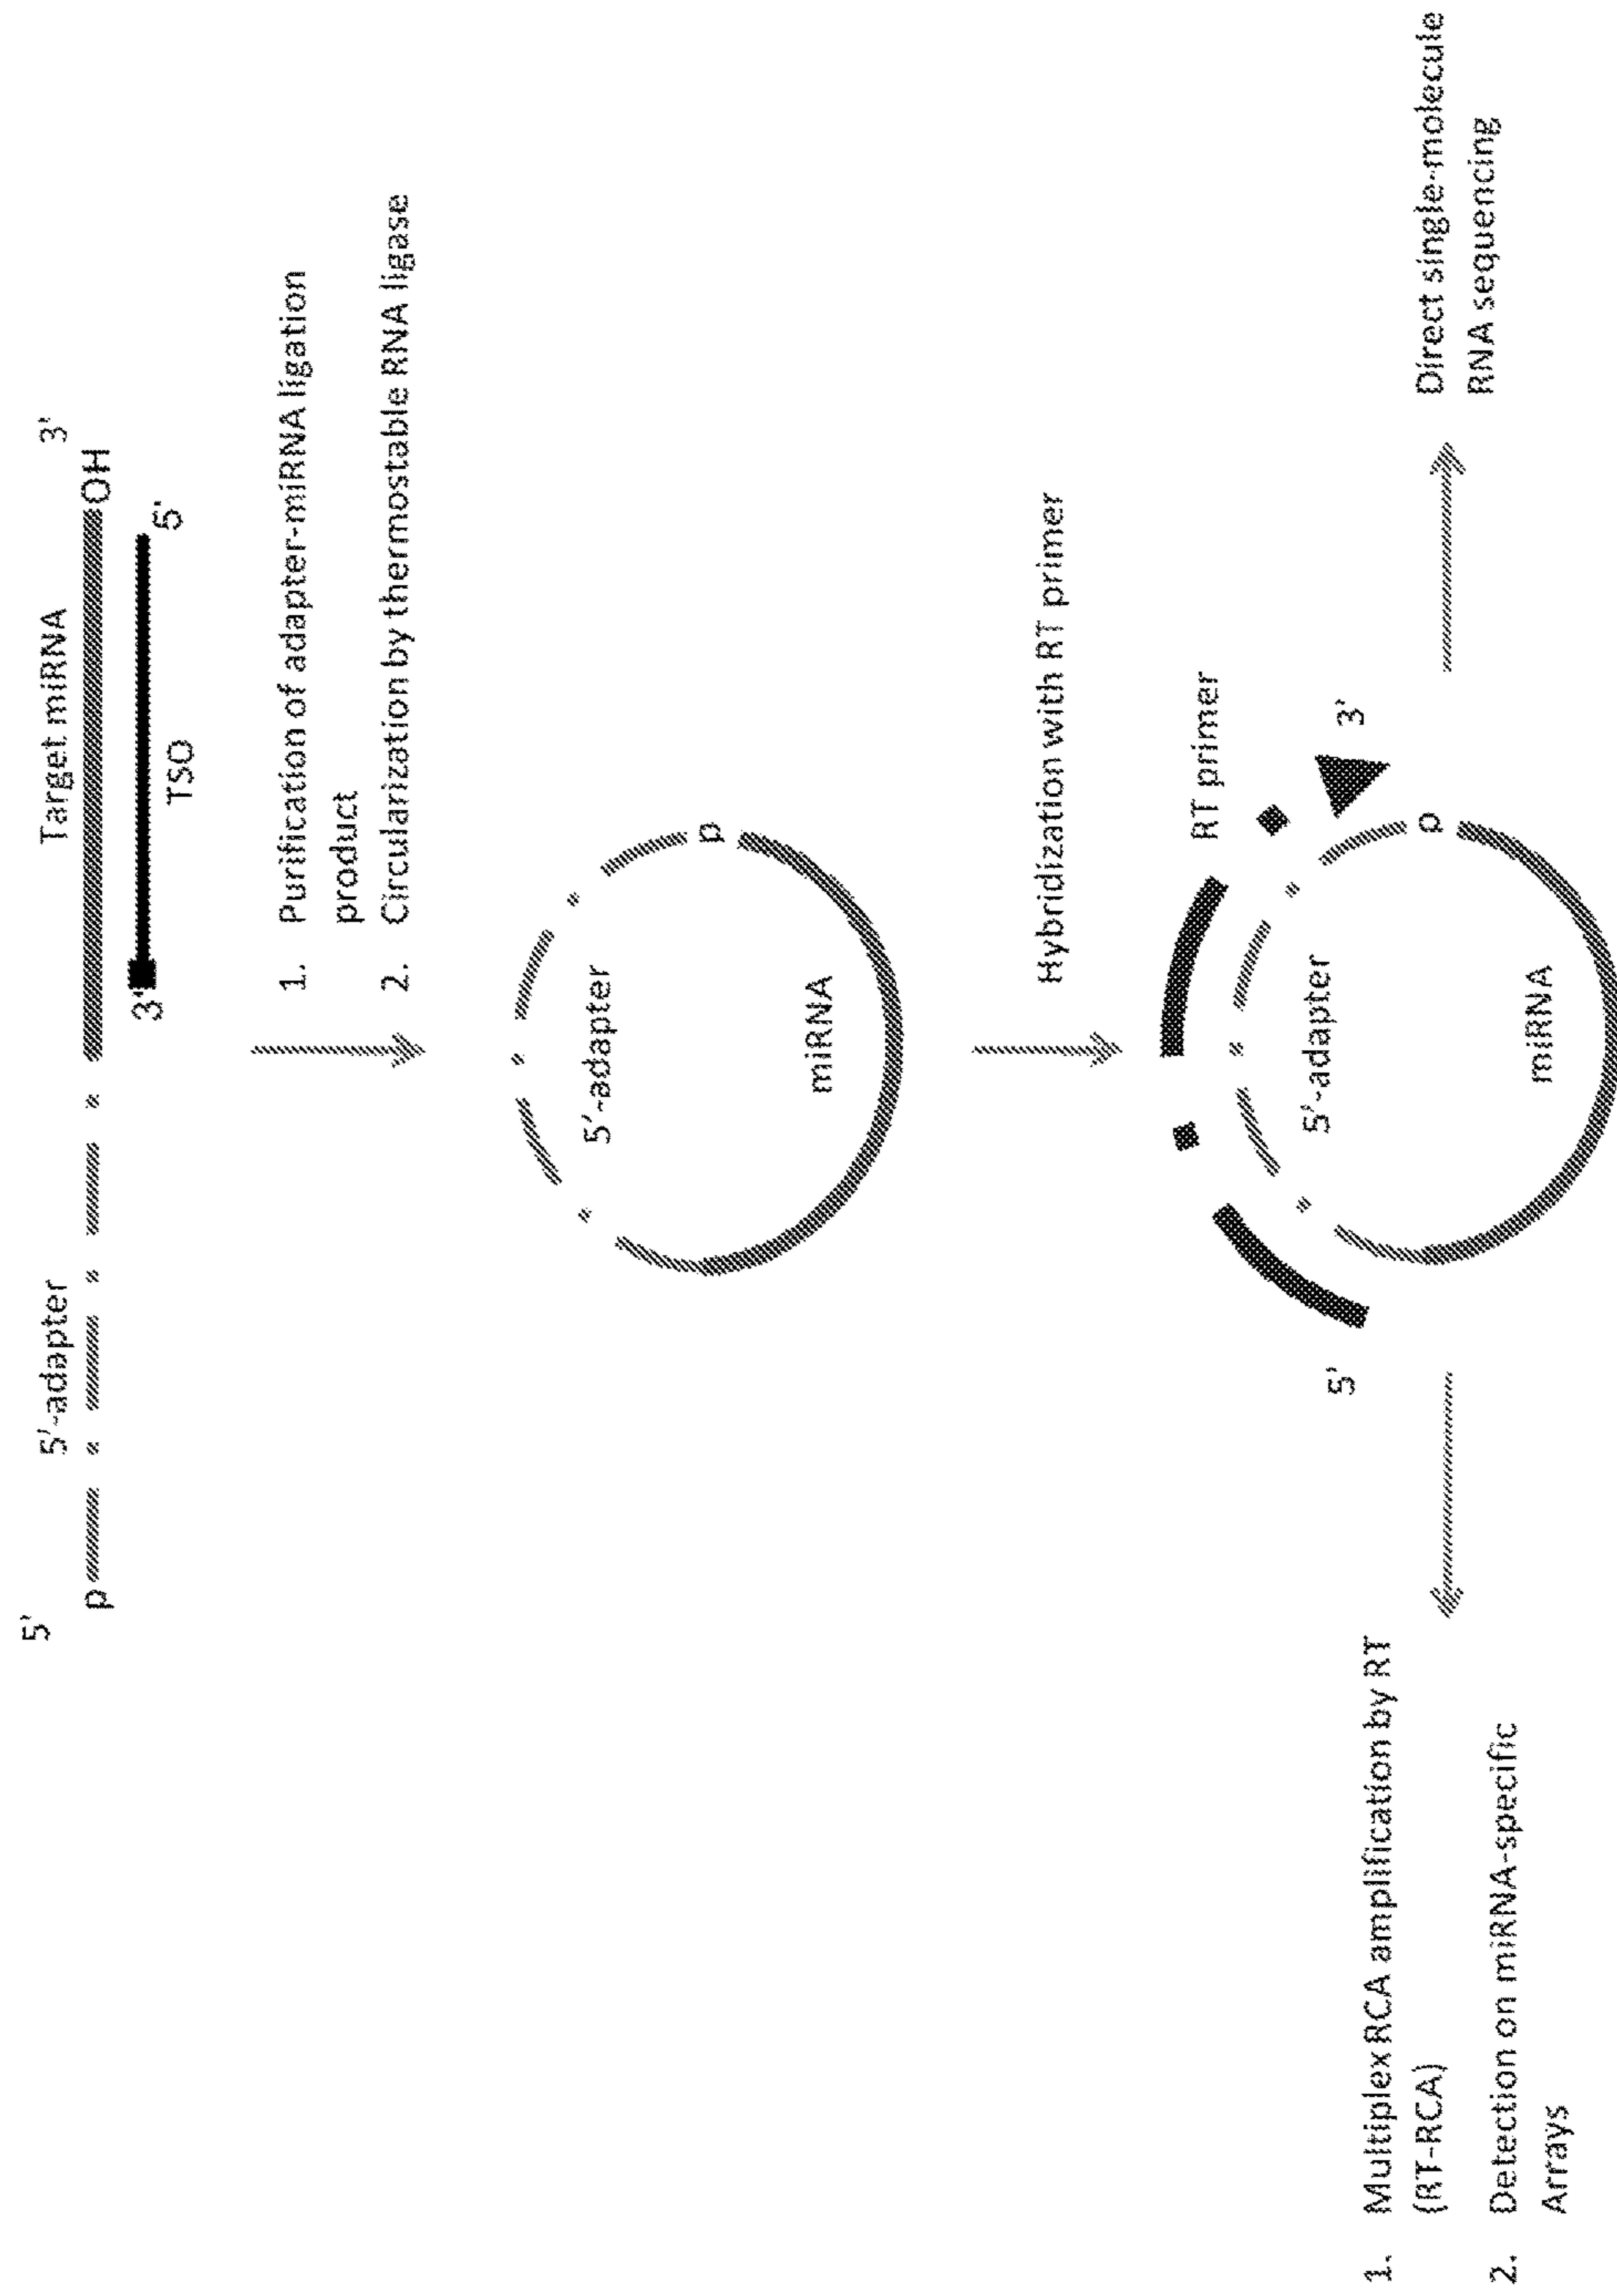 5'
5'-adapter
Target miRNA
3'
p
OH
3'
5'
TSO
1. Purification of adapter-miRNA ligation
product
2. Circularization by thermostable RNA ligase
5'-adapter
p
miRNA
Hybridization with RT primer
RT primer
5'
3'
5'-adapter
p
miRNA
1. Multiplex RCA amplification by RT
(RT-RCA)
2. Detection on miRNA-specific
Arrays
Direct single-molecule
RNA sequencing